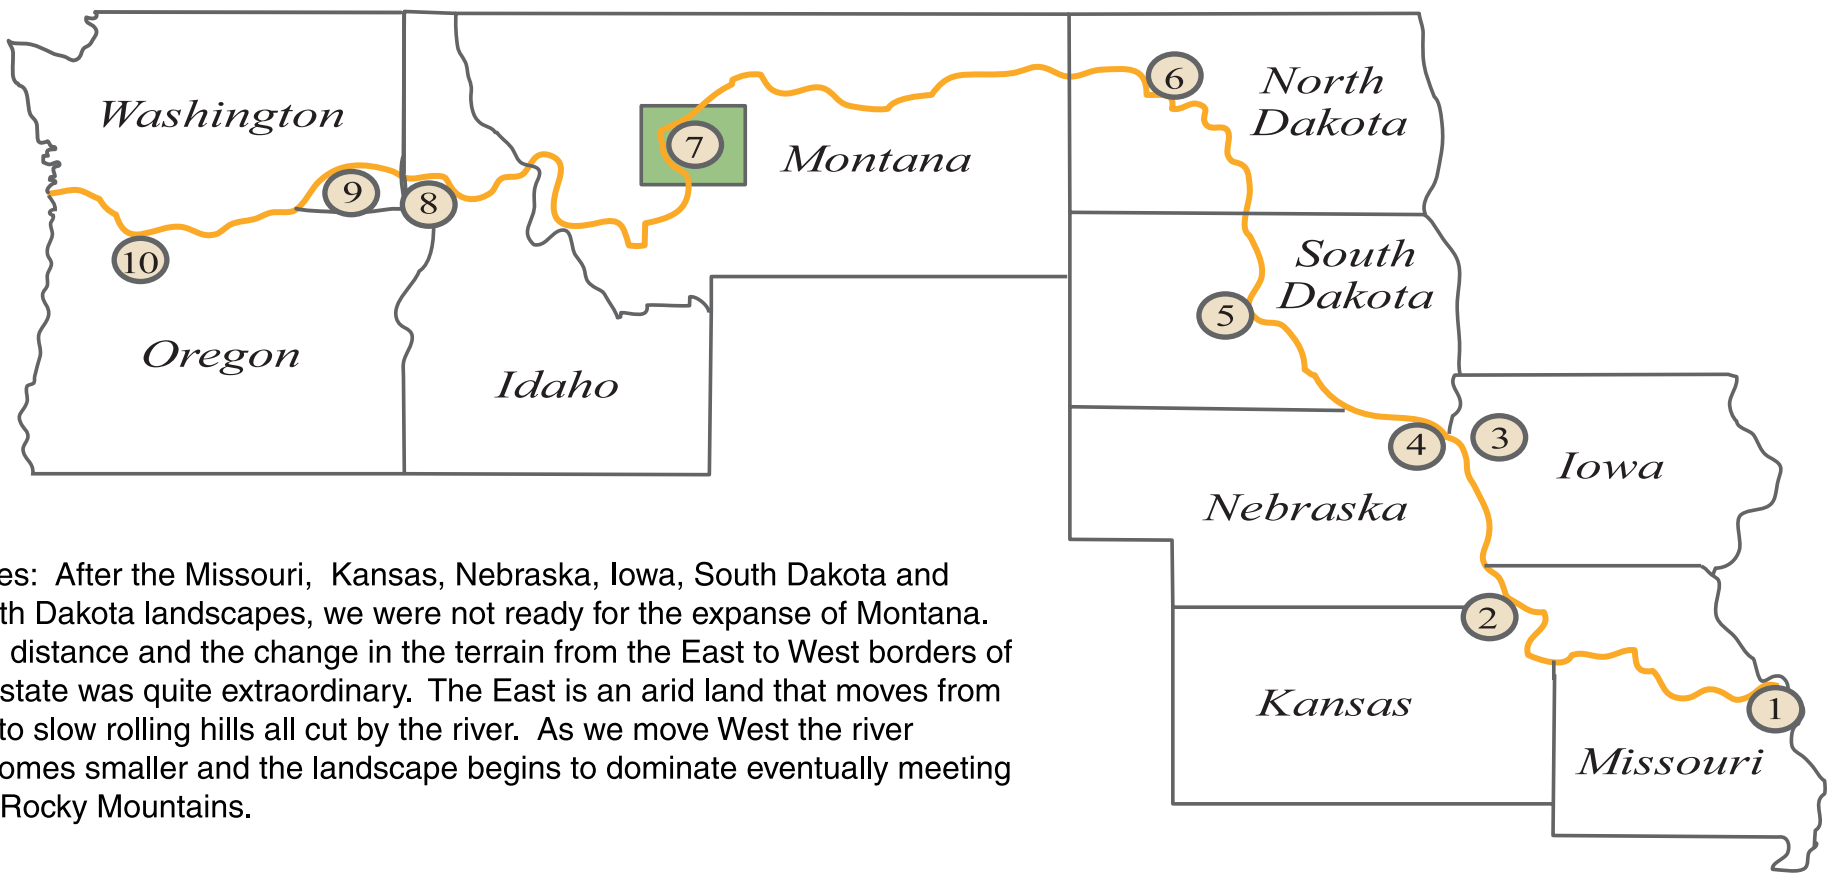 Washington
Montana
North
Dakota
South
Dakota
Oregon
Idaho
Iowa
Nebraska
Kansas
Missouri
6
7
9
8
10
5
4
3
2
1
es:  After the Missouri,  Kansas, Nebraska, Iowa, South Dakota and
th Dakota landscapes, we were not ready for the expanse of Montana.
distance and the change in the terrain from the East to West borders of
state was quite extraordinary.  The East is an arid land that moves from
to slow rolling hills all cut by the river.  As we move West the river
omes smaller and the landscape begins to dominate eventually meeting
Rocky Mountains.